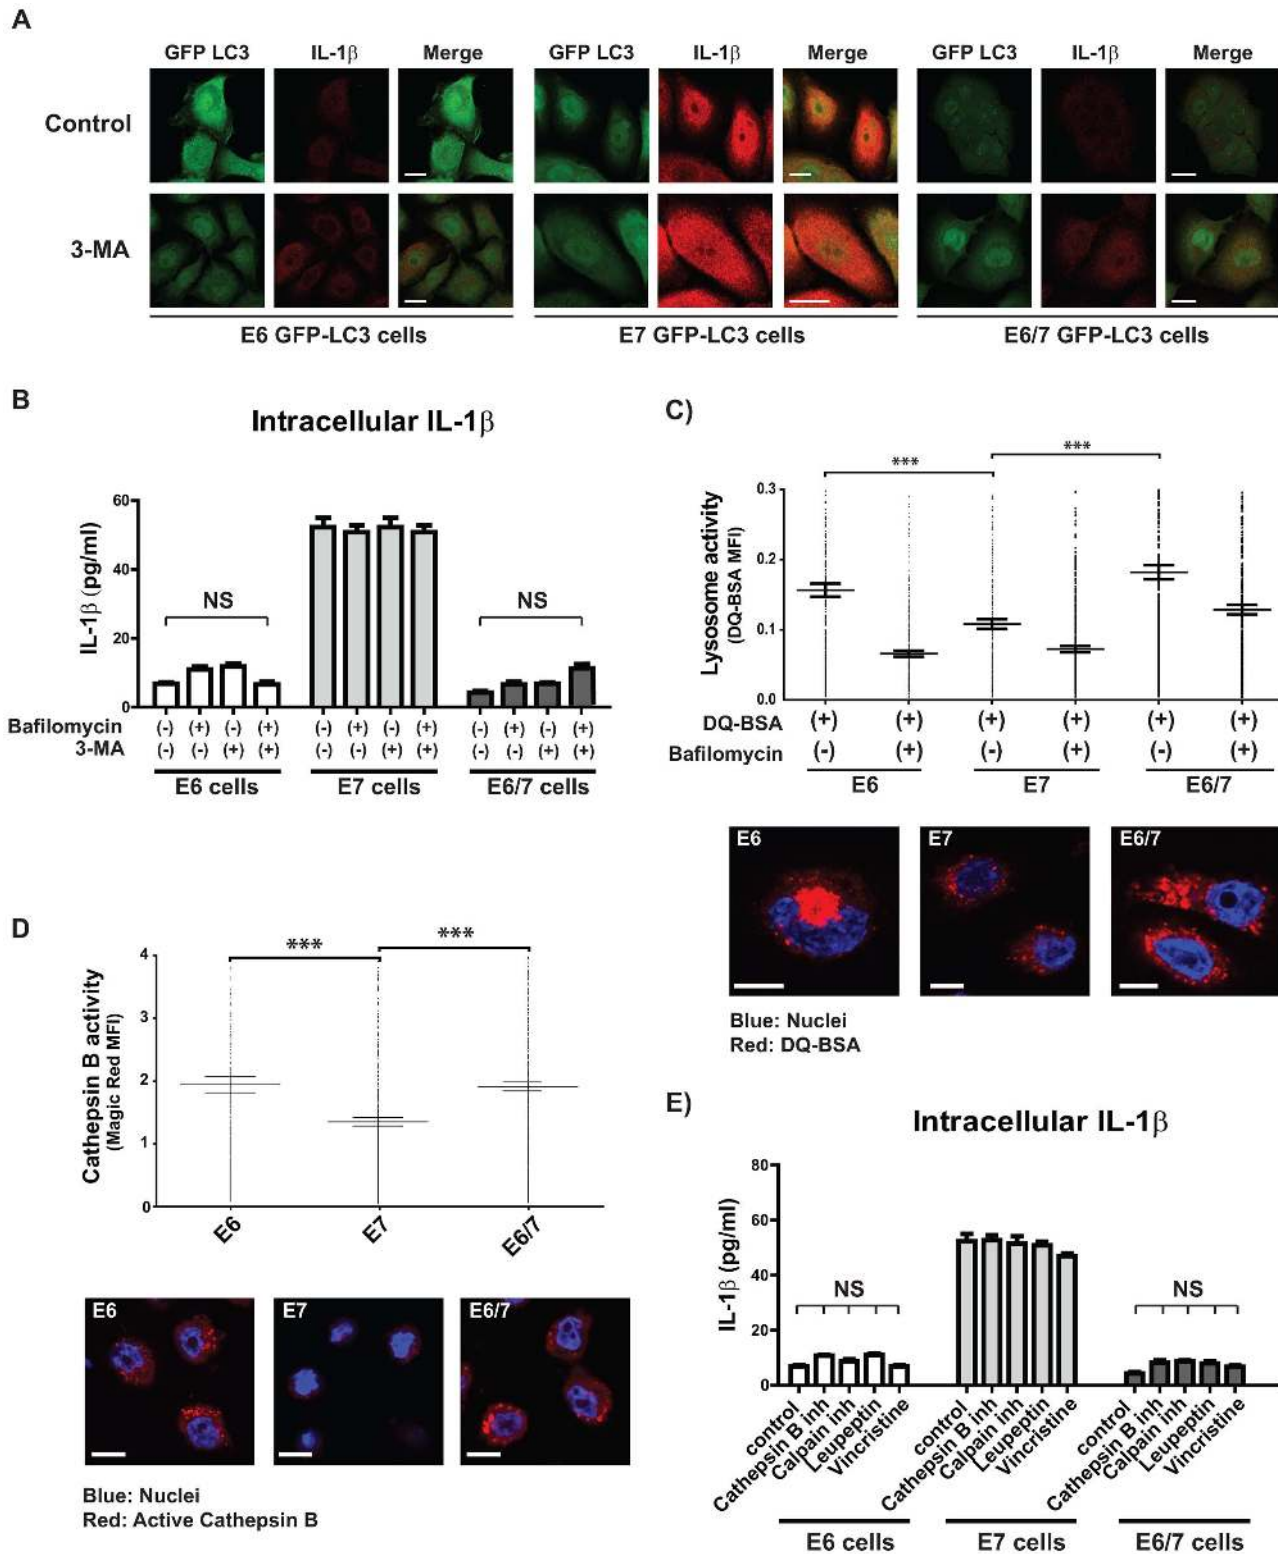 A
GFP LC3 IL-1β Merge GFP LC3 IL-1β Merge GFP LC3 IL-1β Merge
Control
3-MA
E6 GFP-LC3 cells E7 GFP-LC3 cells E6/7 GFP-LC3 cells
B
Intracellular IL-1β
IL-1β (pg/ml)
60
40
20
0
NS NS
Bafilomycin (-) (+) (-) (+) (-) (+) (-) (+) (-) (+) (-) (+)
3-MA (-) (-) (+) (+) (-) (-) (+) (+) (-) (-) (+) (+)
E6 cells E7 cells E6/7 cells
C)
*** ***
Lysosome activity
(DQ-BSA MFI)
0.3
0.2
0.1
0.0
DQ-BSA (+) (+) (+) (+) (+) (+)
Bafilomycin (-) (+) (-) (+) (-) (+)
E6 E7 E6/7
E6 E7 E6/7
Blue: Nuclei
Red: DQ-BSA
D
*** ***
Cathepsin B activity
(Magic Red MFI)
4
3
2
1
0
E6 E7 E6/7
E6 E7 E6/7
Blue: Nuclei
Red: Active Cathepsin B
E)
Intracellular IL-1β
IL-1β (pg/ml)
80
60
40
20
0
NS NS
control Cathepsin B inh Calpain inh Leupeptin Vincristine control Cathepsin B inh Calpain inh Leupeptin Vincristine control Cathepsin B inh Calpain inh Leupeptin Vincristine
E6 cells E7 cells E6/7 cells